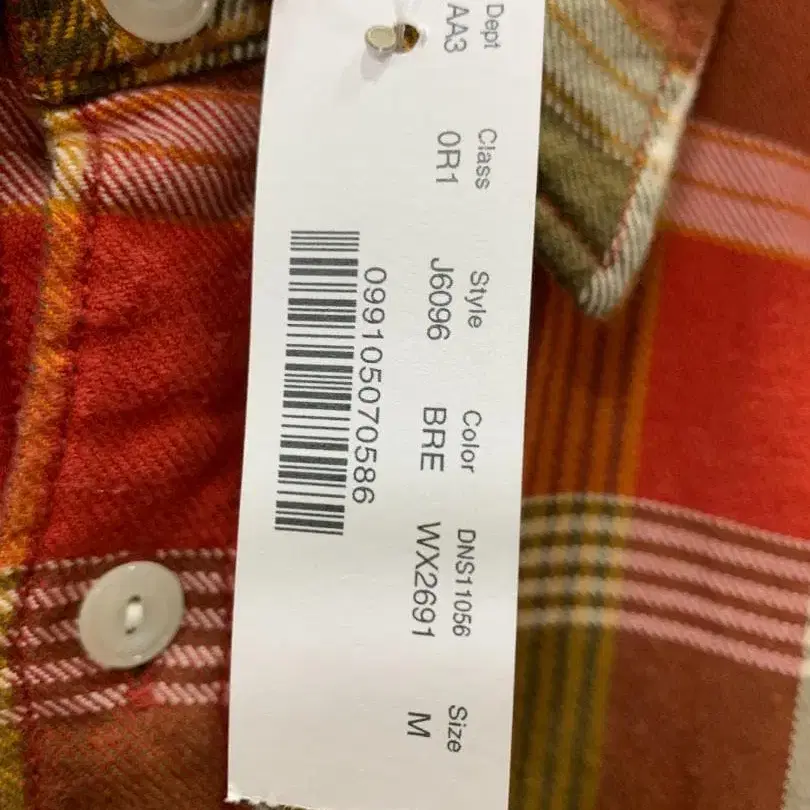 Dept Class Style Color DNS11056 Size
AA3 0R1 J6096 BRE WX2691 M
099105070586